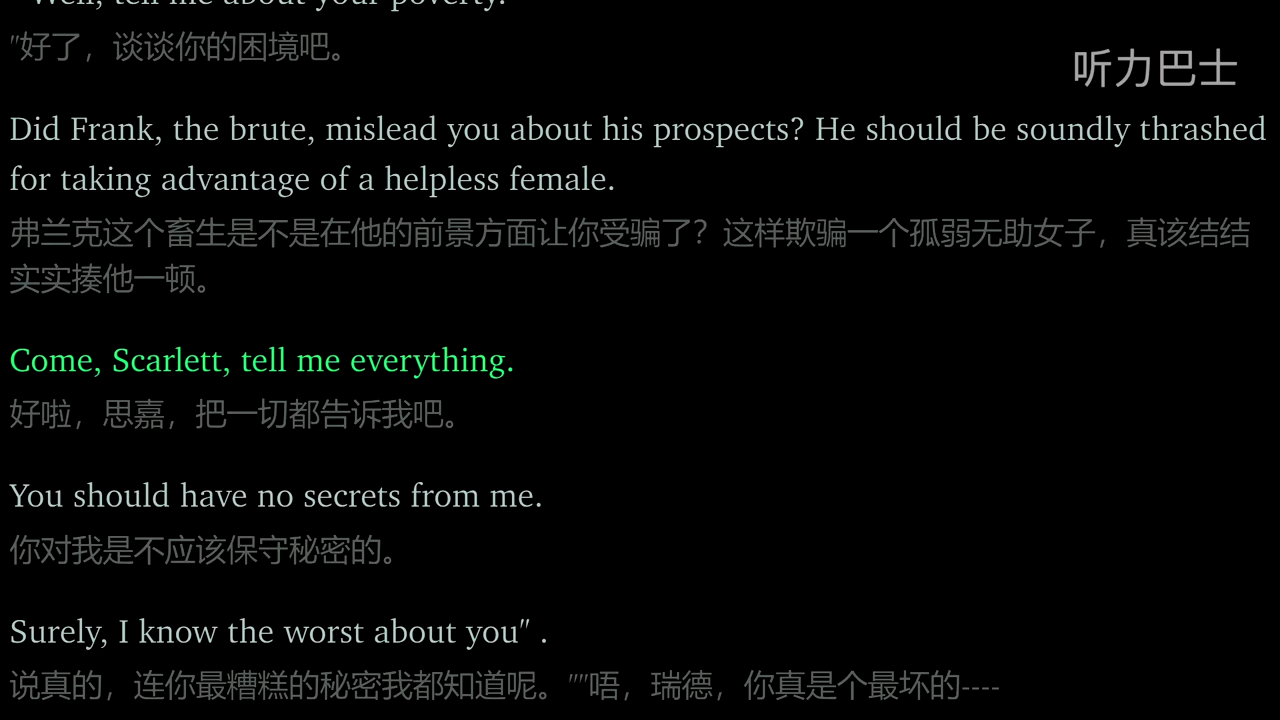 "Well, tell me about your poverty."
"好了，谈谈你的困境吧。
听力巴士
Did Frank, the brute, mislead you about his prospects? He should be soundly thrashed
for taking advantage of a helpless female.
弗兰克这个畜生是不是在他的前景方面让你受骗了？这样欺骗一个孤弱无助女子，真该结结
实实揍他一顿。
Come, Scarlett, tell me everything.
好啦，思嘉，把一切都告诉我吧。
You should have no secrets from me.
你对我是不应该保守秘密的。
Surely, I know the worst about you" .
说真的，连你最糟糕的秘密我都知道呢。""唔，瑞德，你真是个最坏的----